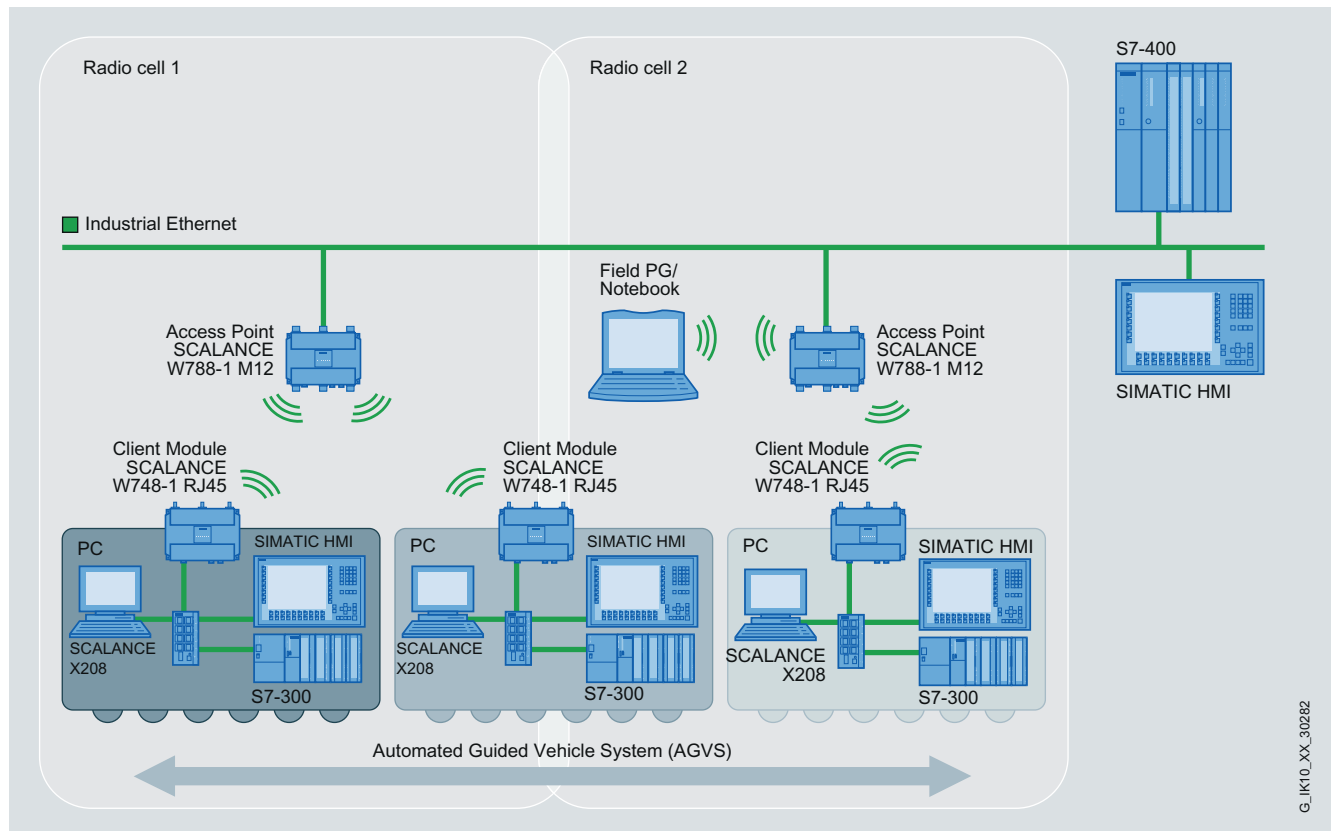 Radio cell 1
Radio cell 2
S7-400
Industrial Ethernet
Field PG/
Notebook
Access Point
SCALANCE
W788-1 M12
Access Point
SCALANCE
W788-1 M12
SIMATIC HMI
Client Module
SCALANCE
W748-1 RJ45
Client Module
SCALANCE
W748-1 RJ45
Client Module
SCALANCE
W748-1 RJ45
PC
SIMATIC HMI
SCALANCE
X208
S7-300
PC
SIMATIC HMI
SCALANCE
X208
S7-300
PC
SIMATIC HMI
SCALANCE
X208
S7-300
Automated Guided Vehicle System (AGVS)
G_IK10_XX_30282